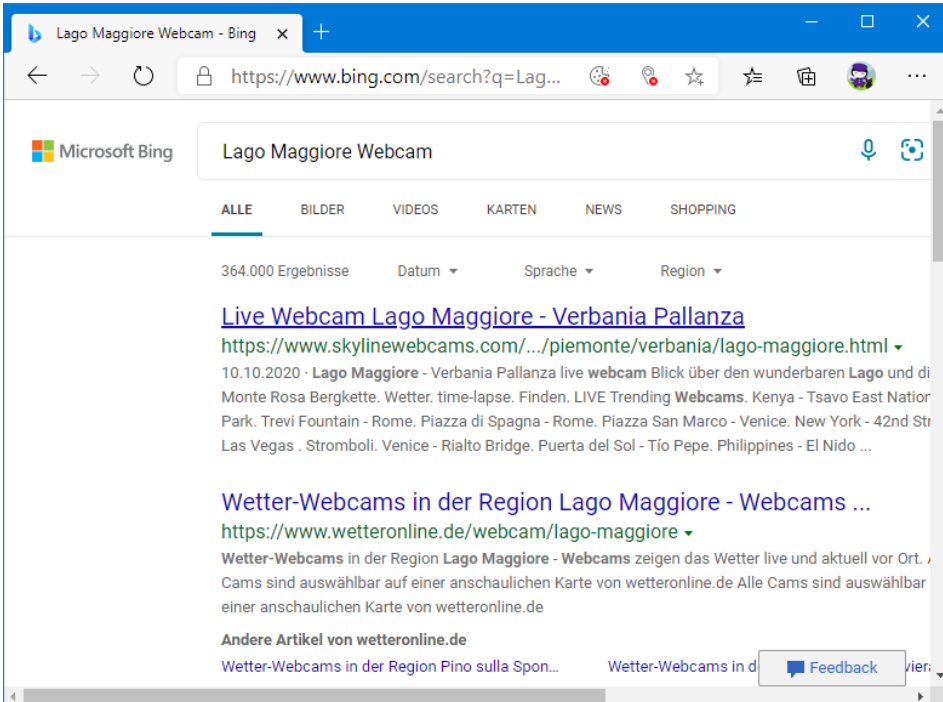 Lago Maggiore Webcam - Bing
https://www.bing.com/search?q=Lag...
Microsoft Bing
Lago Maggiore Webcam
ALLE BILDER VIDEOS KARTEN NEWS SHOPPING
364.000 Ergebnisse Datum Sprache Region
Live Webcam Lago Maggiore - Verbania Pallanza
https://www.skylinewebcams.com/.../piemonte/verbania/lago-maggiore.html
10.10.2020 · Lago Maggiore - Verbania Pallanza live webcam Blick über den wunderbaren Lago und di
Monte Rosa Bergkette. Wetter. time-lapse. Finden. LIVE Trending Webcams. Kenya - Tsavo East Nation
Park. Trevi Fountain - Rome. Piazza di Spagna - Rome. Piazza San Marco - Venice. New York - 42nd Str
Las Vegas . Stromboli. Venice - Rialto Bridge. Puerta del Sol - Tío Pepe. Philippines - El Nido ...
Wetter-Webcams in der Region Lago Maggiore - Webcams ...
https://www.wetteronline.de/webcam/lago-maggiore
Wetter-Webcams in der Region Lago Maggiore - Webcams zeigen das Wetter live und aktuell vor Ort.
Cams sind auswählbar auf einer anschaulichen Karte von wetteronline.de Alle Cams sind auswählbar
einer anschaulichen Karte von wetteronline.de
Andere Artikel von wetteronline.de
Wetter-Webcams in der Region Pino sulla Spon... Wetter-Webcams in d
Feedback